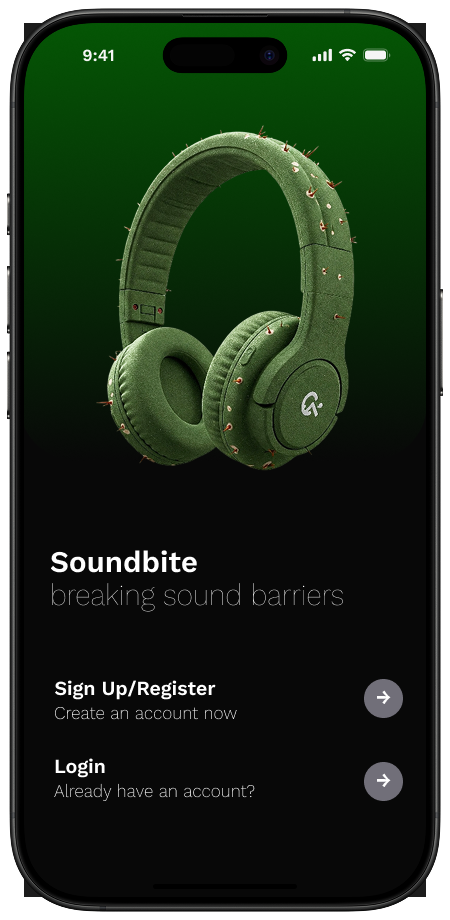 9:41
Soundbite
breaking sound barriers
Sign Up/Register
Create an account now
Login
Already have an account?